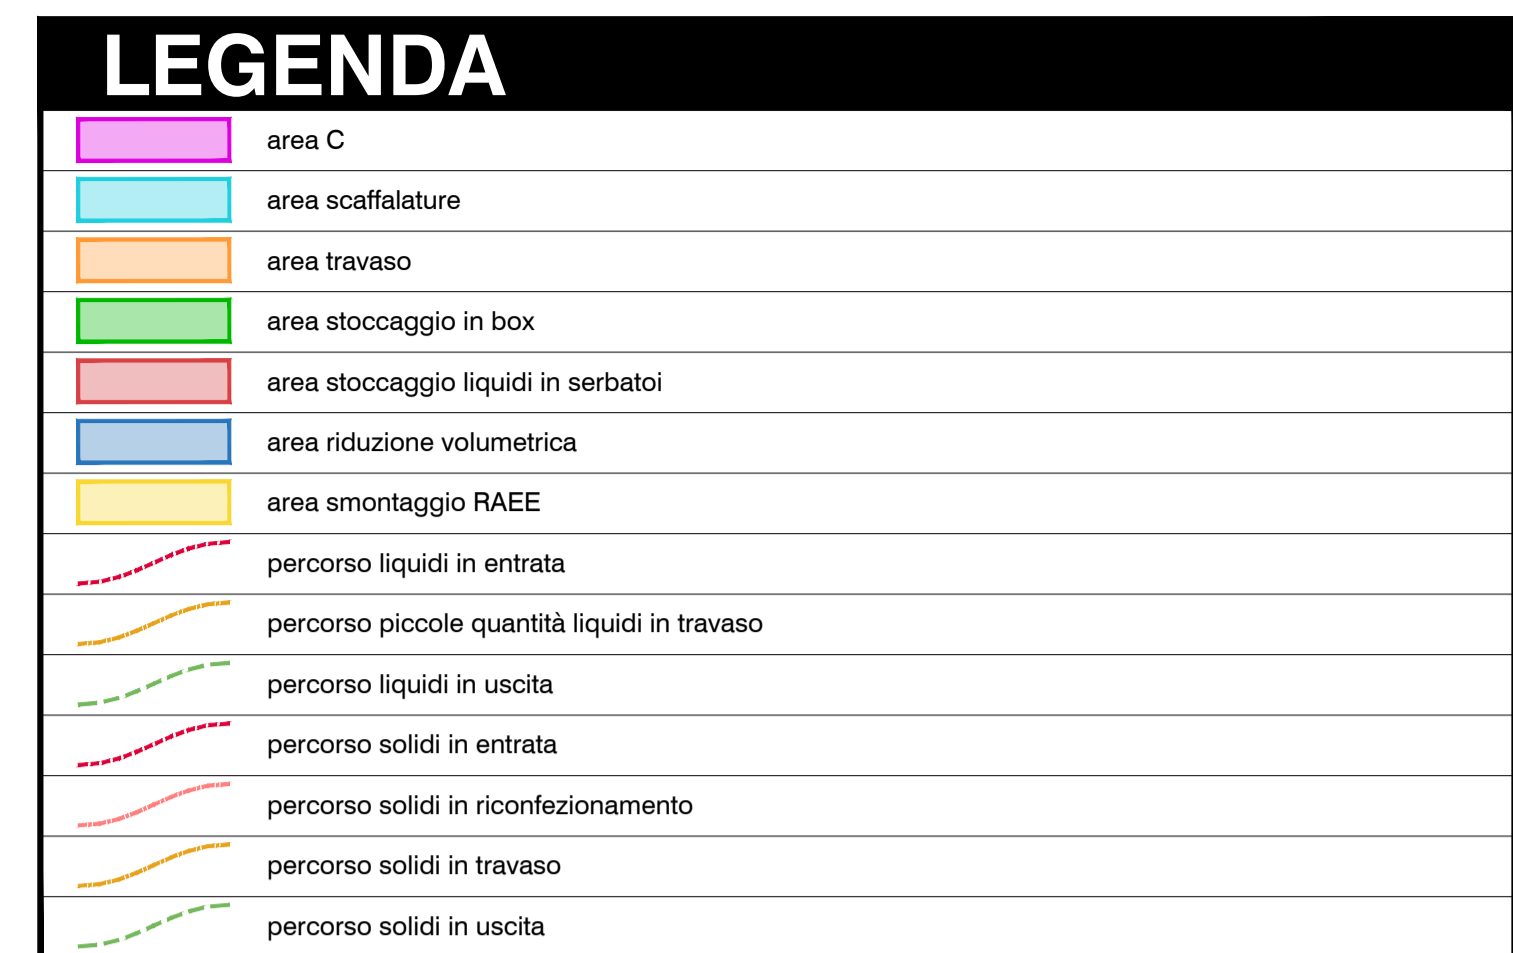 LEGENDA
area C
area scaffalature
area travaso
area stoccaggio in box
area stoccaggio liquidi in serbatoi
area riduzione volumetrica
area smontaggio RAEE
percorso liquidi in entrata
percorso piccole quantità liquidi in travaso
percorso liquidi in uscita
percorso solidi in entrata
percorso solidi in riconfezionamento
percorso solidi in travaso
percorso solidi in uscita